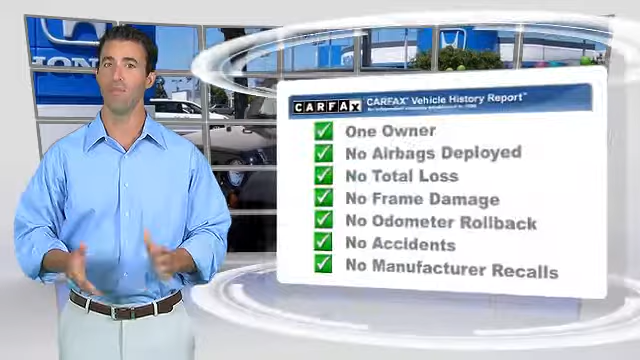 HONDA
CARFAX CARFAX Vehicle History Report™
One Owner
No Airbags Deployed
No Total Loss
No Frame Damage
No Odometer Rollback
No Accidents
No Manufacturer Recalls